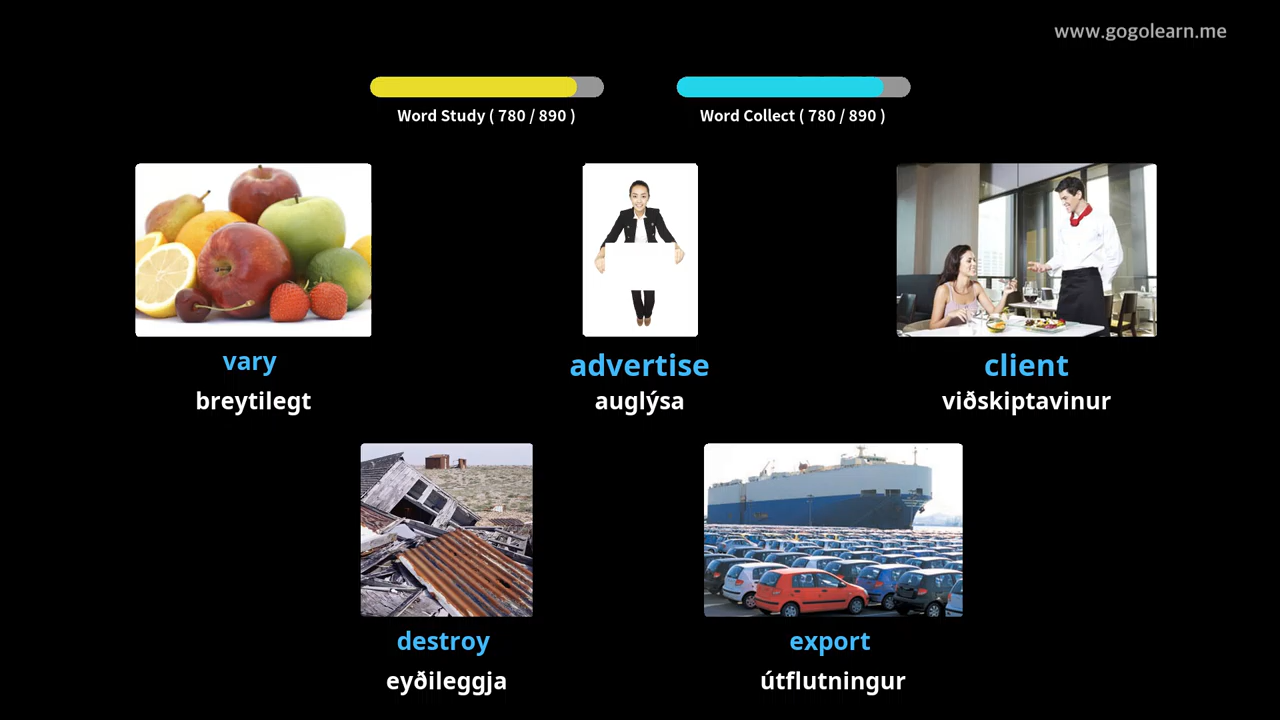 www.gogolearn.me
Word Study ( 780 / 890 )
Word Collect ( 780 / 890 )
vary
breytilegt
advertise
auglýsa
client
viðskiptavinur
destroy
eyðileggja
export
útflutningur